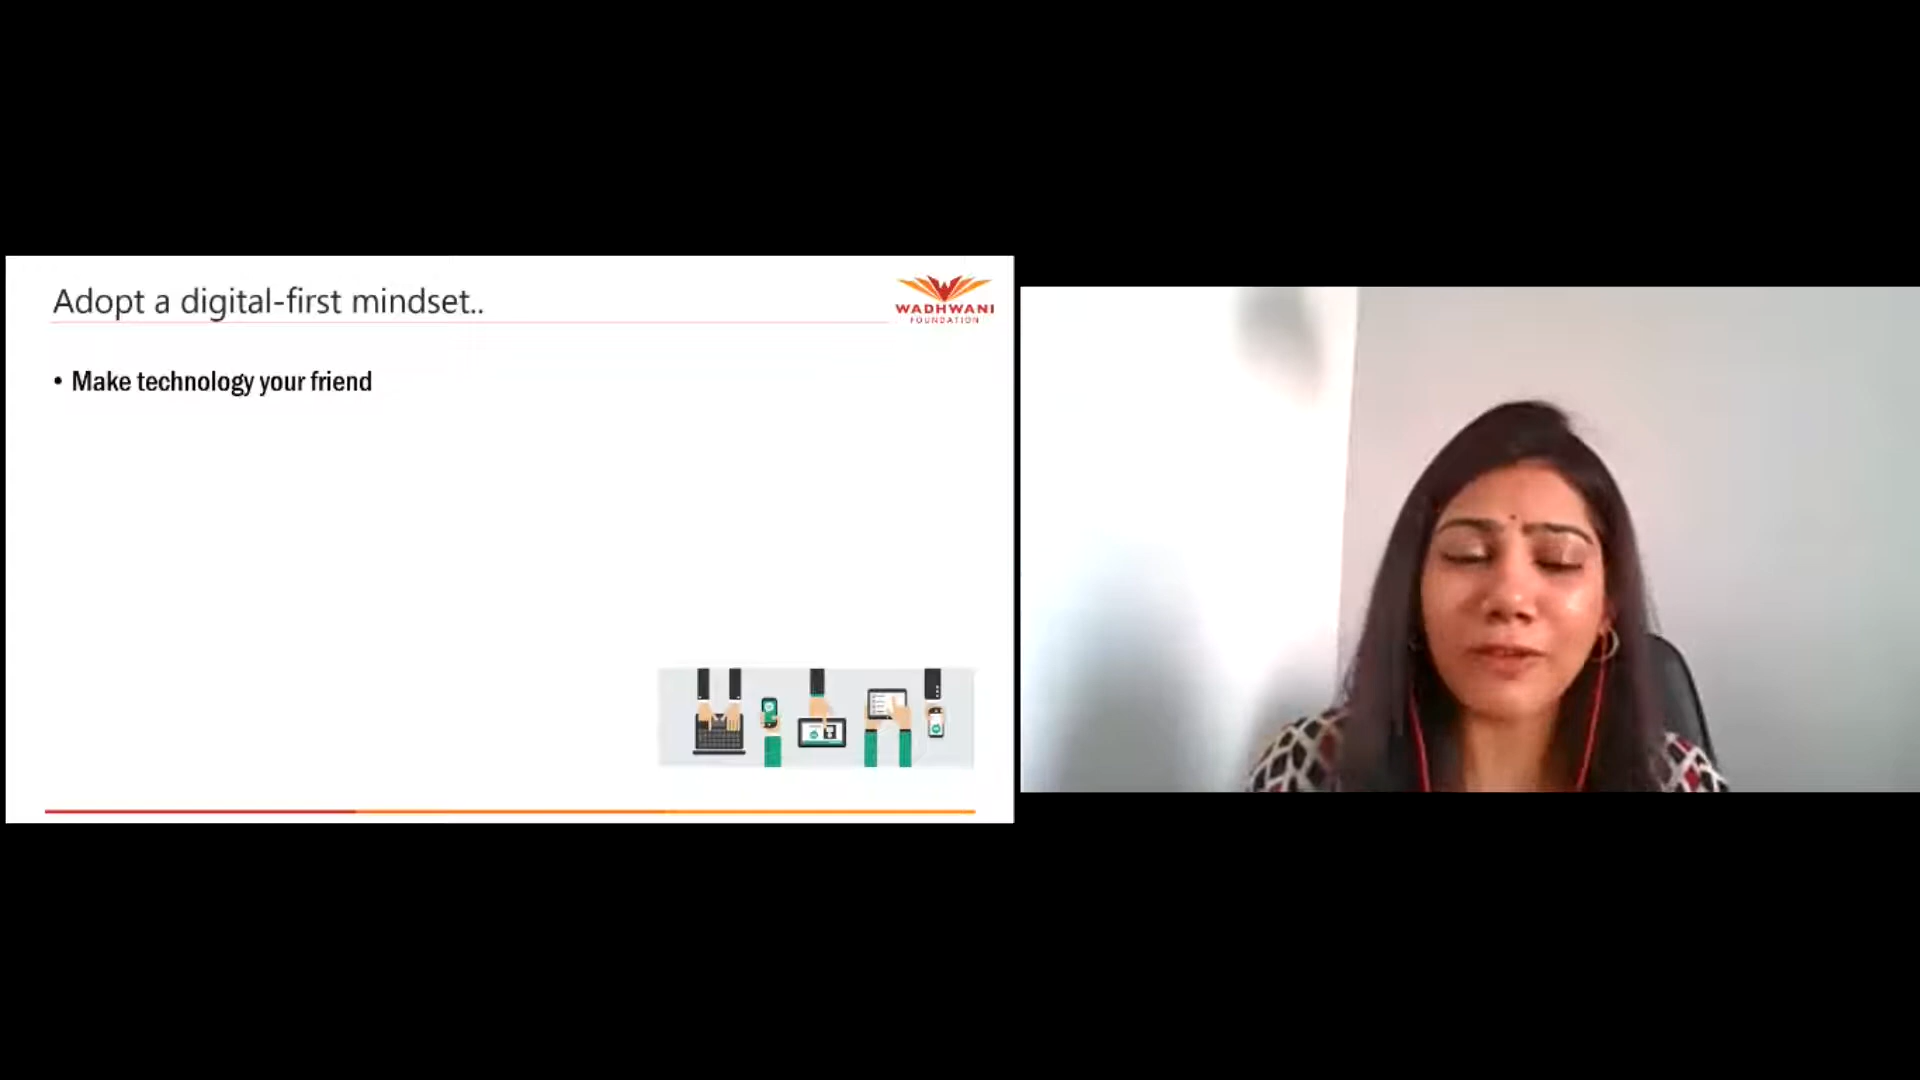 Adopt a digital-first mindset..
WADHWANI
FOUNDATION
• Make technology your friend